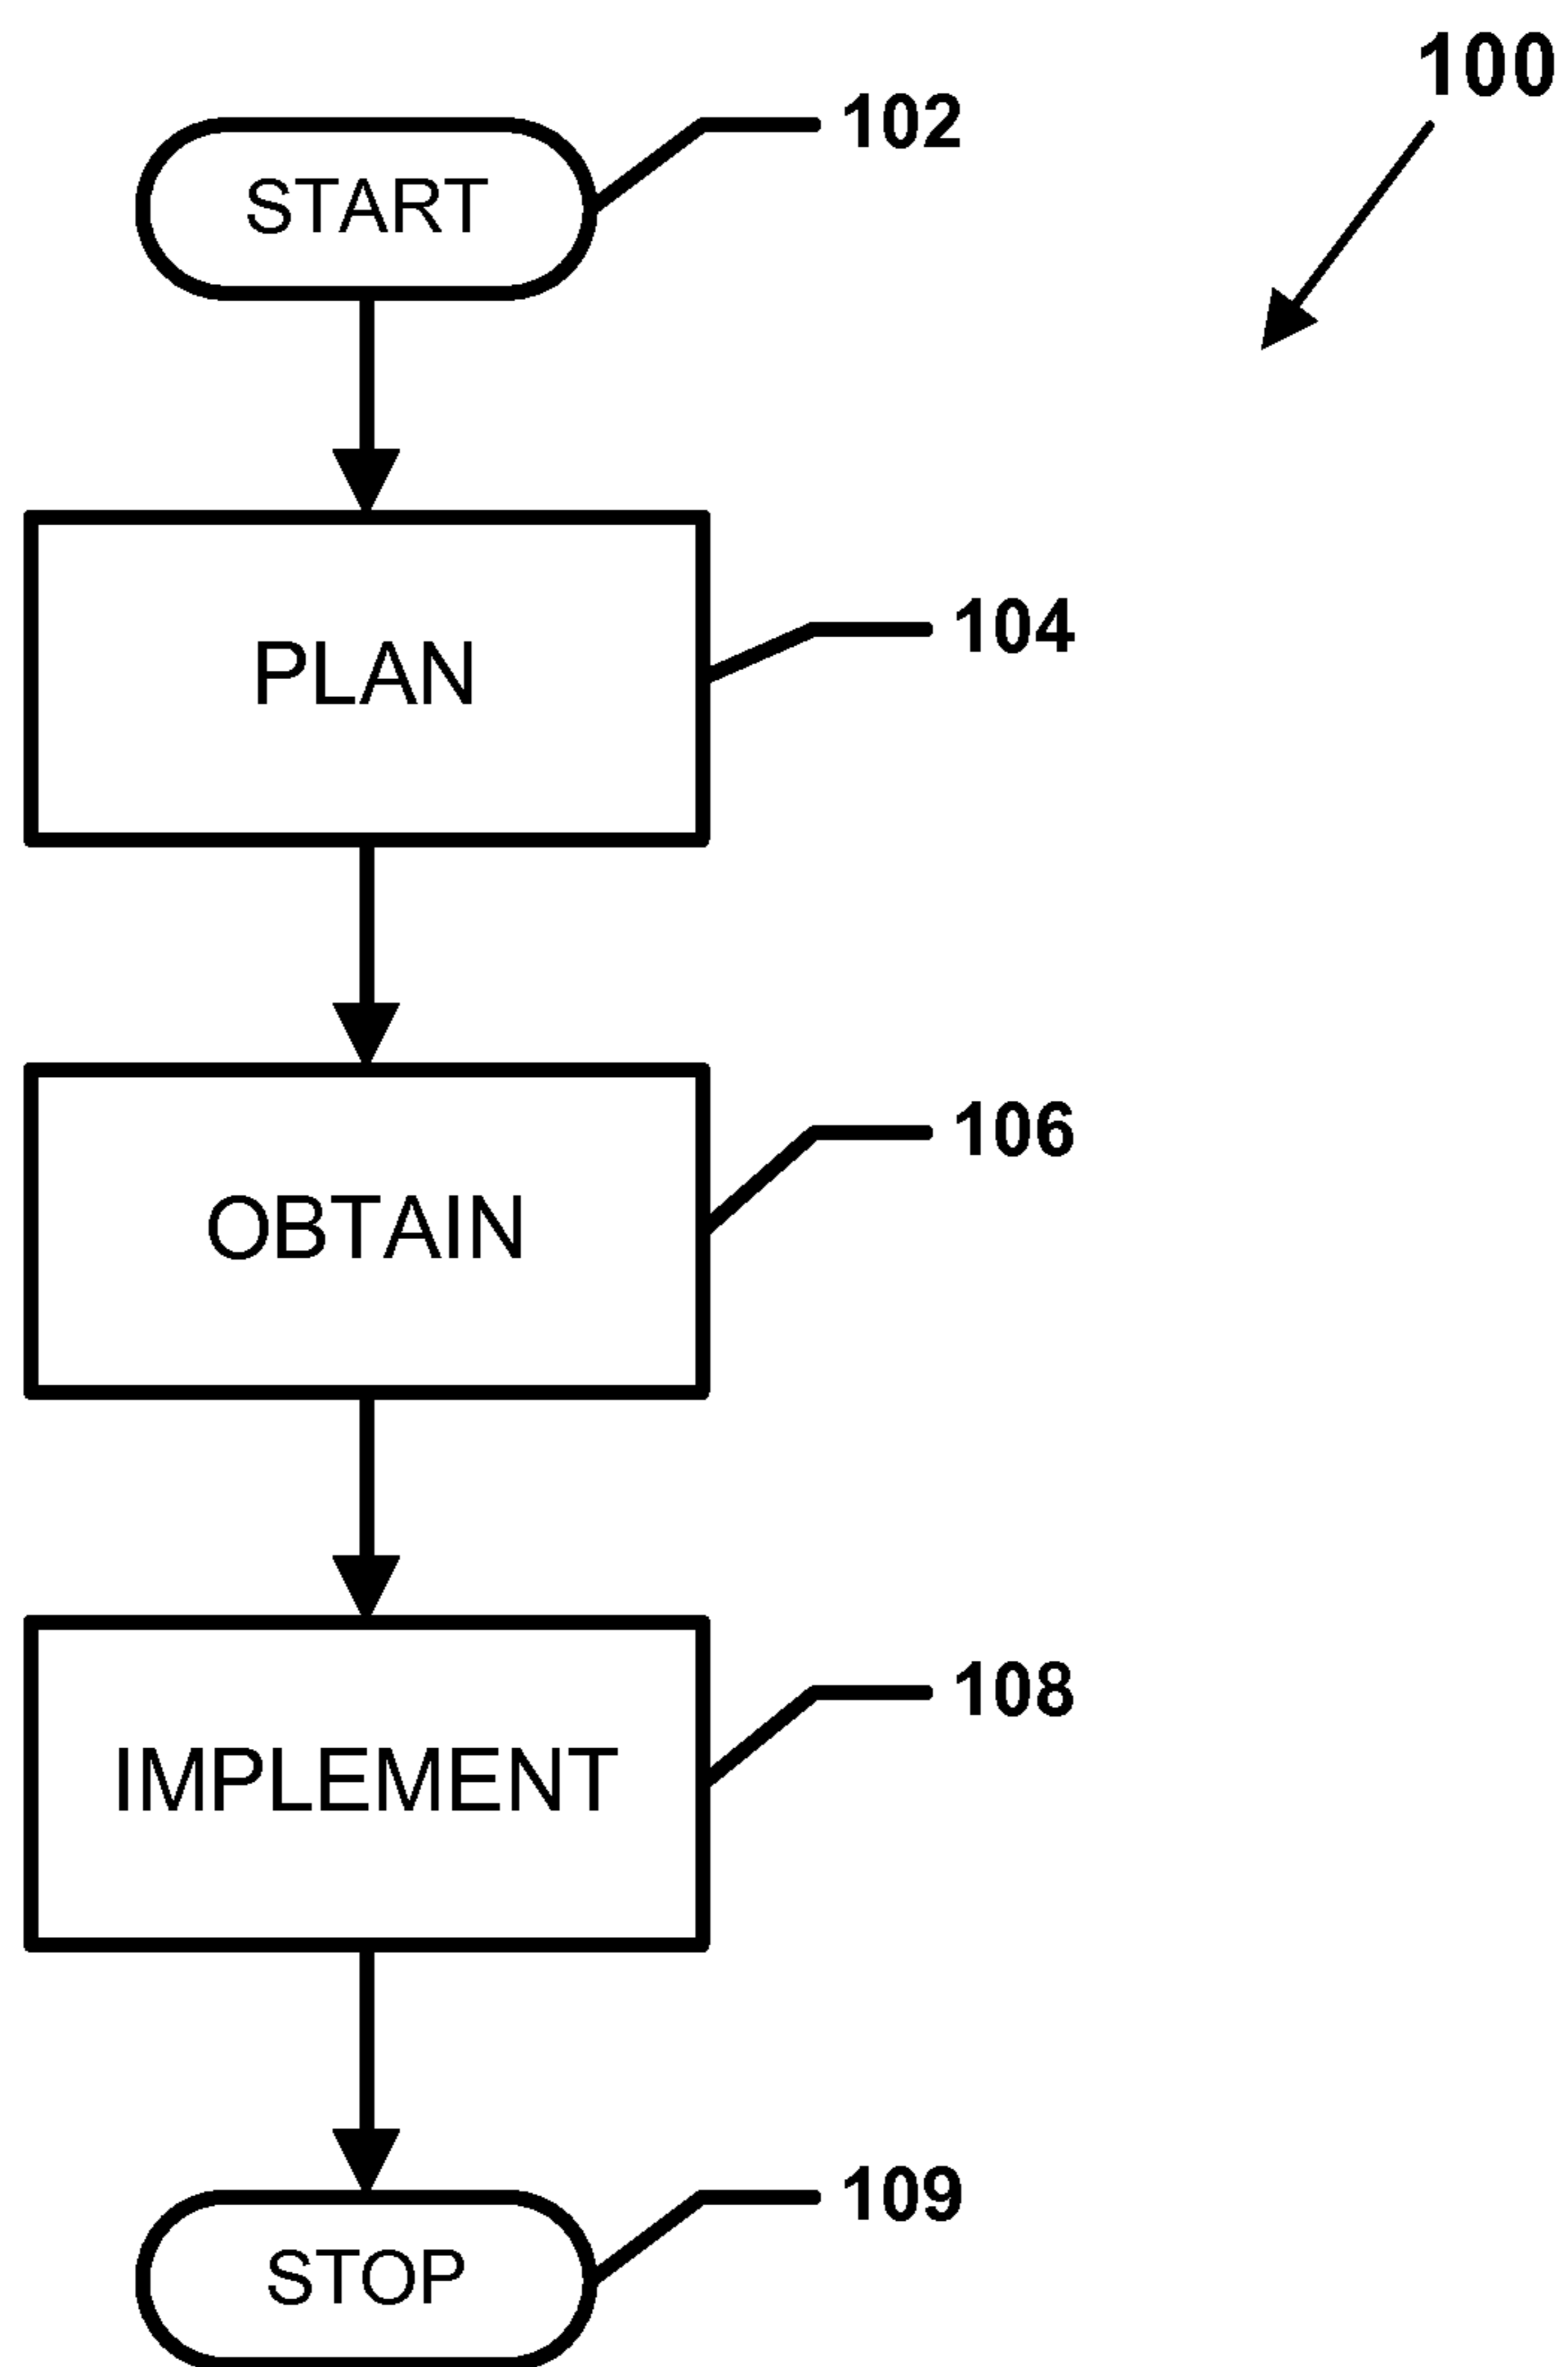 100
102
START
104
PLAN
106
OBTAIN
108
IMPLEMENT
109
STOP